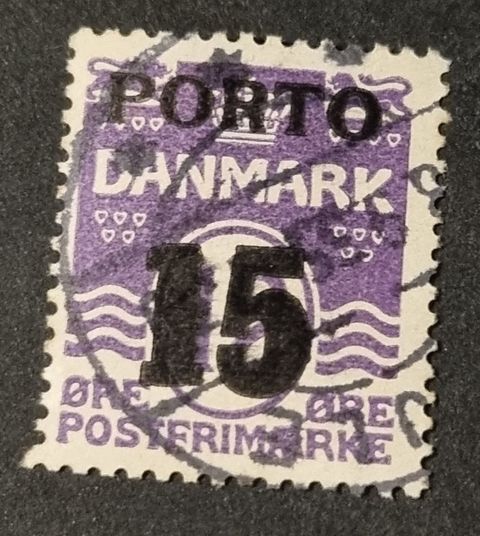 PORTO
DANMARK
15
ØRE ØRE
POSTFRIMÆRKE